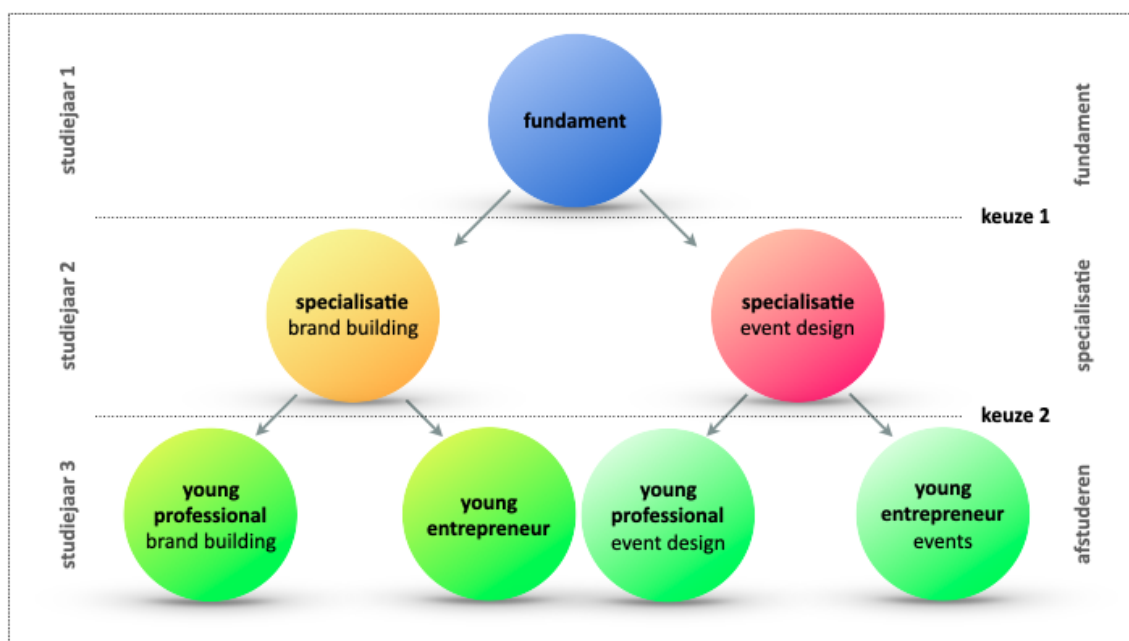 studiejaar 1
fundament
fundament
keuze 1
studiejaar 2
specialisatie
brand building
specialisatie
event design
specialisatie
keuze 2
studiejaar 3
young
professional
brand building
young
entrepreneur
young
professional
event design
young
entrepreneur
events
afstuderen